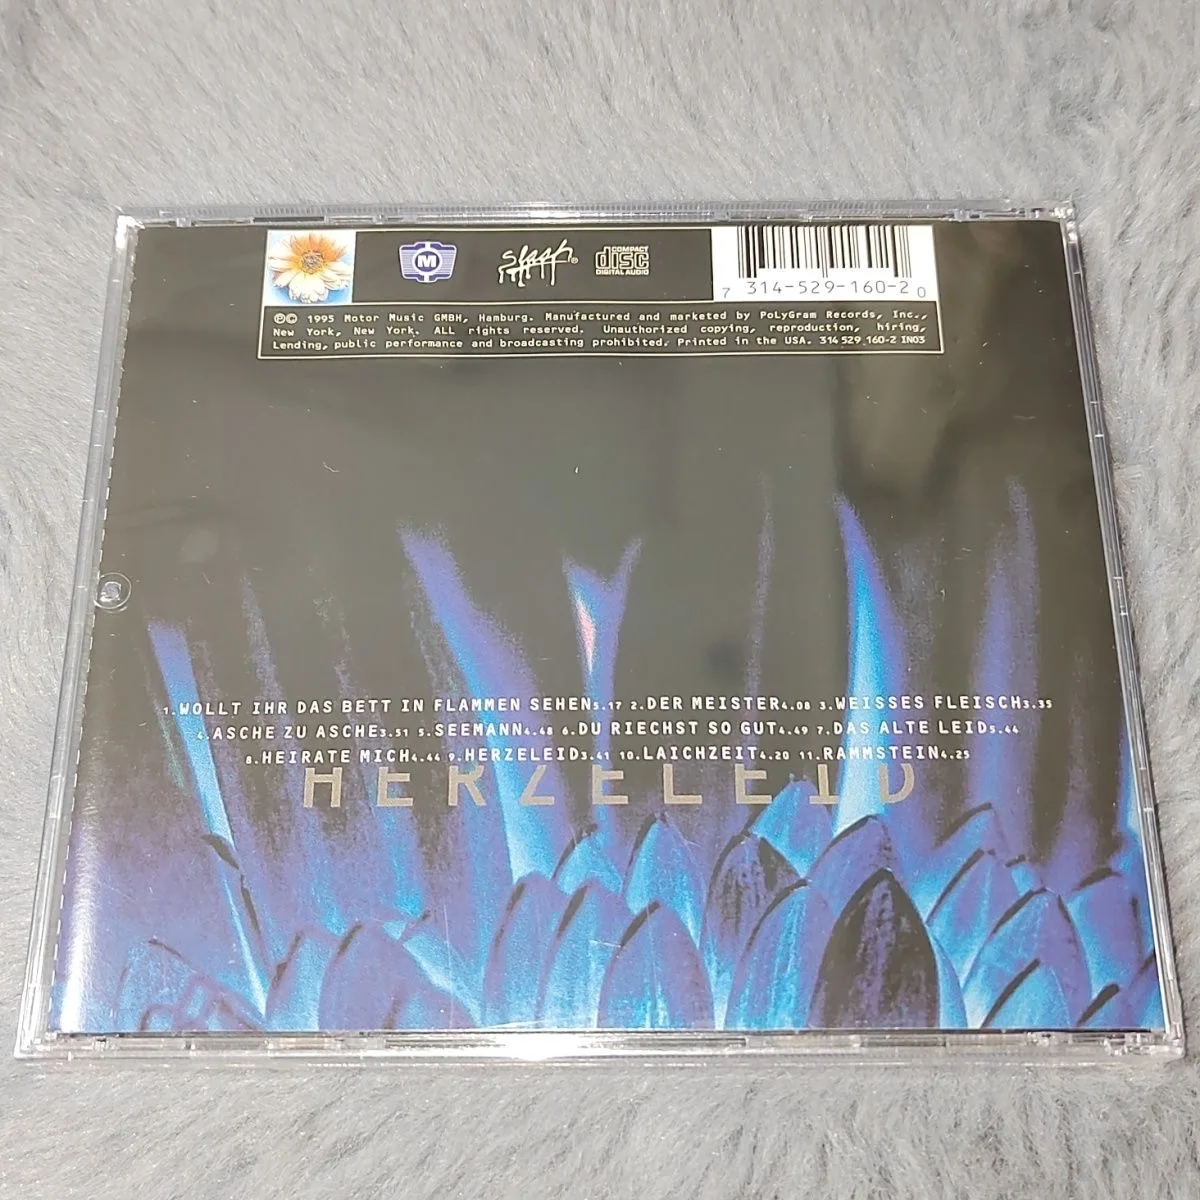 M
slash®
COMPACT
disc
DIGITAL AUDIO
7 314-529-160-2 0
℗© 1995 Motor Music GMBH, Hamburg. Manufactured and marketed by PolyGram Records, Inc.,
New York, New York. ALL rights reserved. Unauthorized copying, reproduction, hiring,
Lending, public performance and broadcasting prohibited. Printed in the USA. 314 529 160-2 IN03
1.WOLLT IHR DAS BETT IN FLAMMEN SEHEN5.17 2.DER MEISTER4.08 3.WEISSES FLEISCH3.35
4.ASCHE ZU ASCHE3.51 5.SEEMANN4.48 6.DU RIECHST SO GUT4.49 7.DAS ALTE LEID5.44
8.HEIRATE MICH4.44 9.HERZELEID3.41 10.LAICHZEIT4.20 11.RAMMSTEIN4.25
HERZELEID